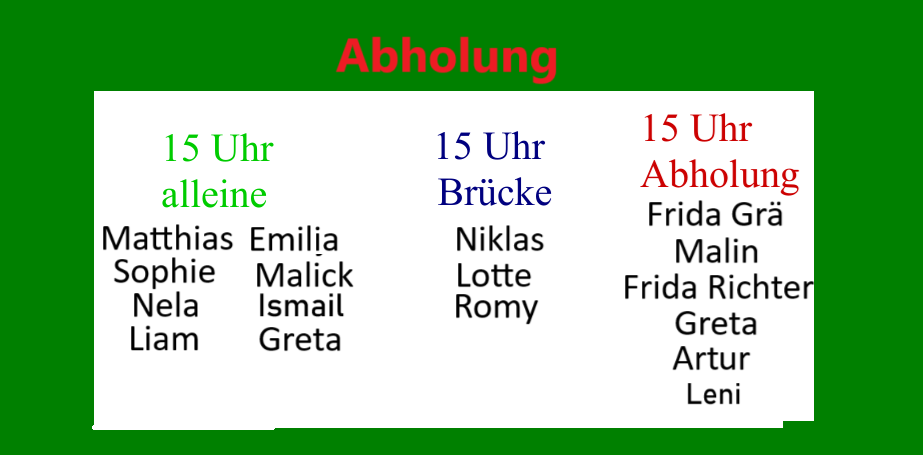 Abholung
15 Uhr
alleine
Matthias Emilia
Sophie Malick
Nela Ismail
Liam Greta
15 Uhr
Brücke
Niklas
Lotte
Romy
15 Uhr
Abholung
Frida Grä
Malin
Frida Richter
Greta
Artur
Leni